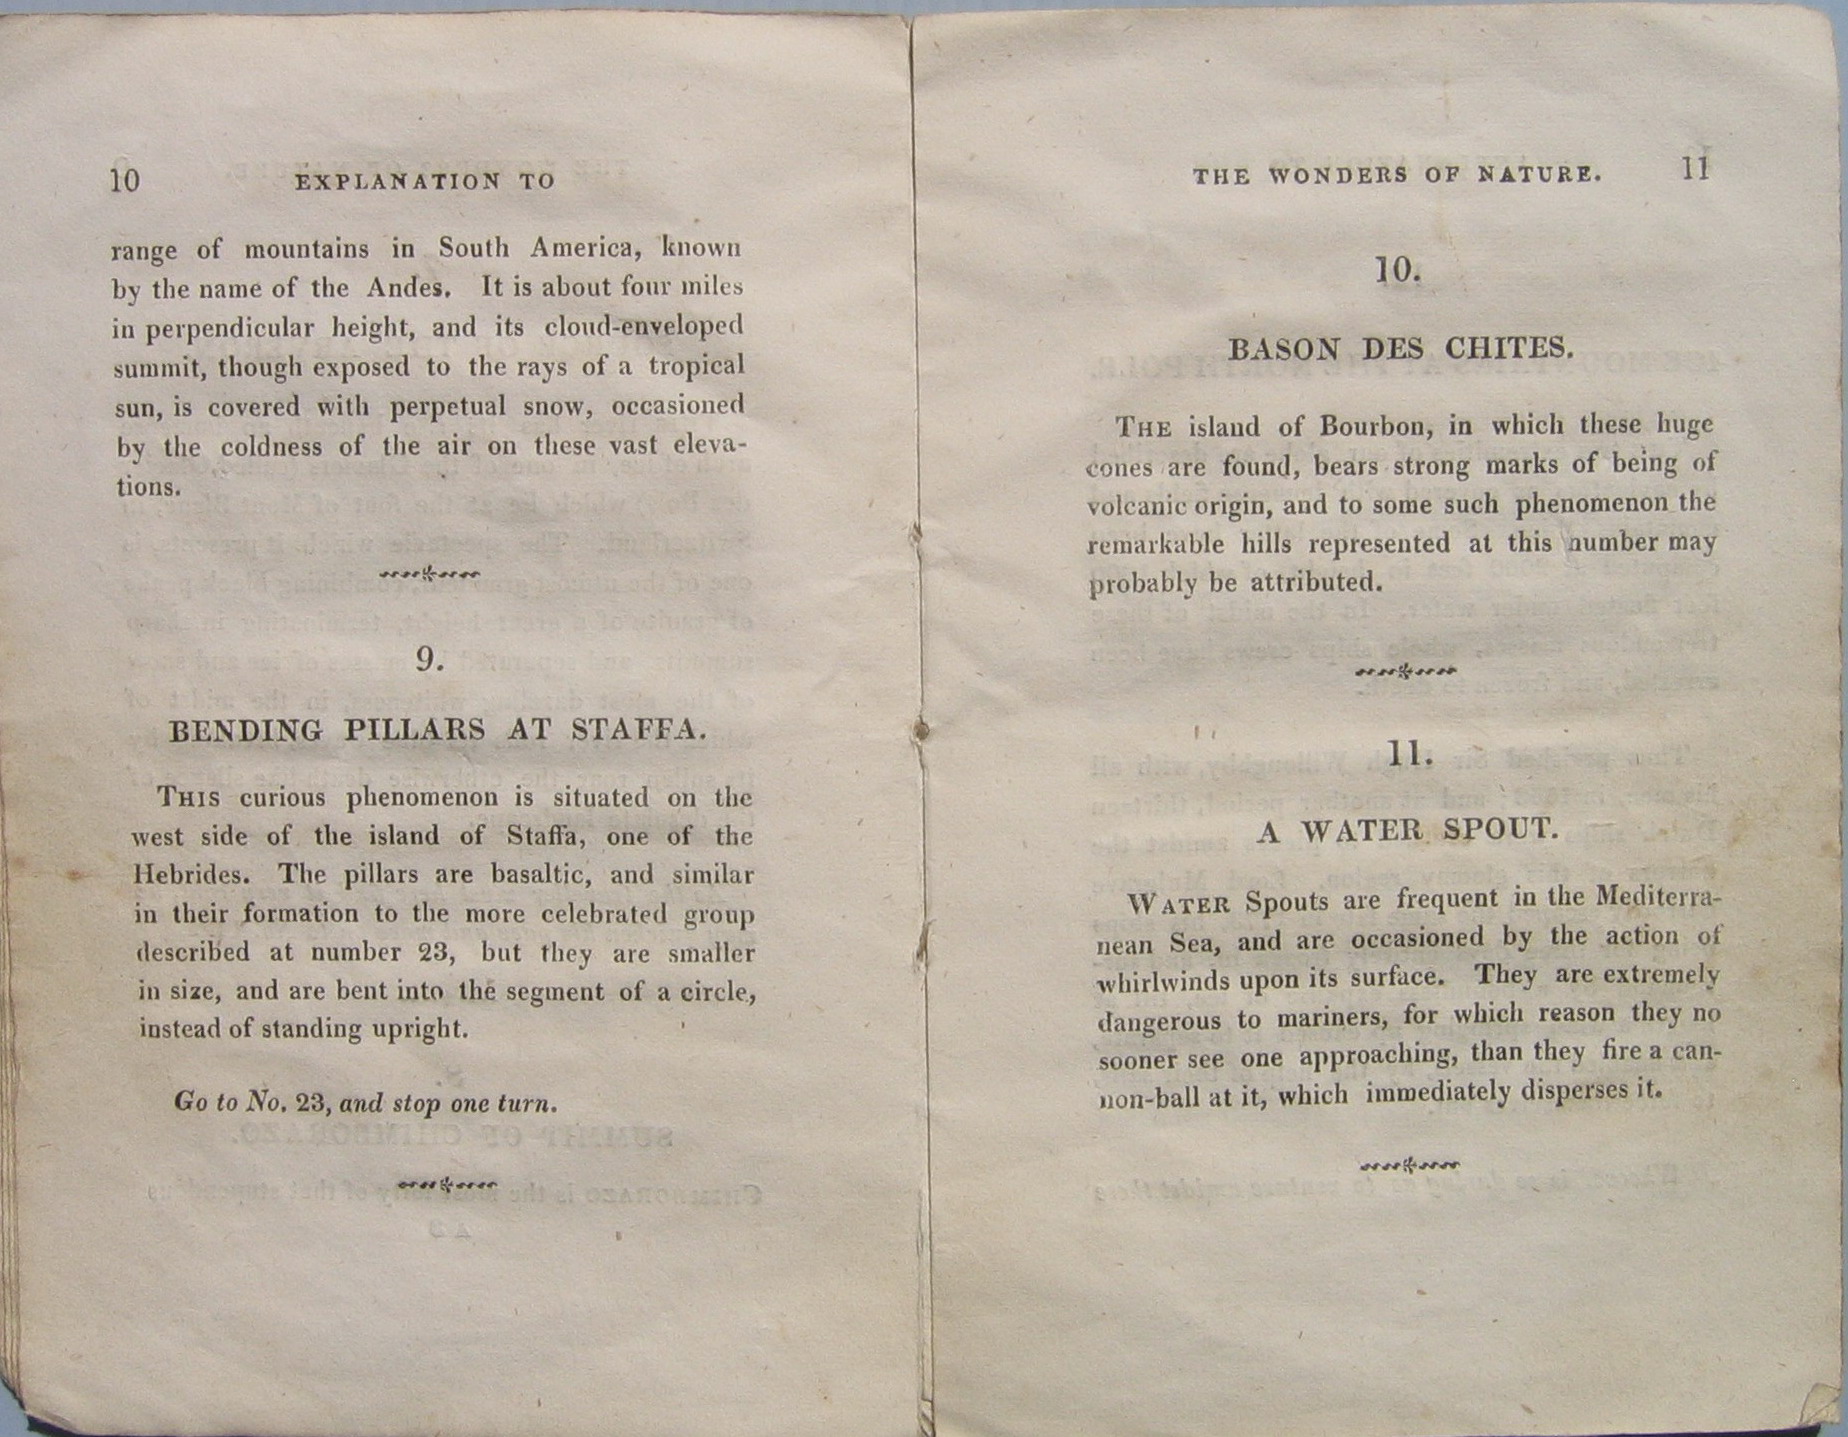 10 EXPLANATION TO
range of mountains in South America, known
by the name of the Andes. It is about four miles
in perpendicular height, and its cloud-enveloped
summit, though exposed to the rays of a tropical
sun, is covered with perpetual snow, occasioned
by the coldness of the air on these vast eleva-
tions.
9.
BENDING PILLARS AT STAFFA.
THIS curious phenomenon is situated on the
west side of the island of Staffa, one of the
Hebrides. The pillars are basaltic, and similar
in their formation to the more celebrated group
described at number 23, but they are smaller
in size, and are bent into the segment of a circle,
instead of standing upright.
Go to No. 23, and stop one turn.
THE WONDERS OF NATURE. 11
10.
BASON DES CHITES.
THE island of Bourbon, in which these huge
cones are found, bears strong marks of being of
volcanic origin, and to some such phenomenon the
remarkable hills represented at this number may
probably be attributed.
11.
A WATER SPOUT.
WATER Spouts are frequent in the Mediterra-
nean Sea, and are occasioned by the action of
whirlwinds upon its surface. They are extremely
dangerous to mariners, for which reason they no
sooner see one approaching, than they fire a can-
non-ball at it, which immediately disperses it.